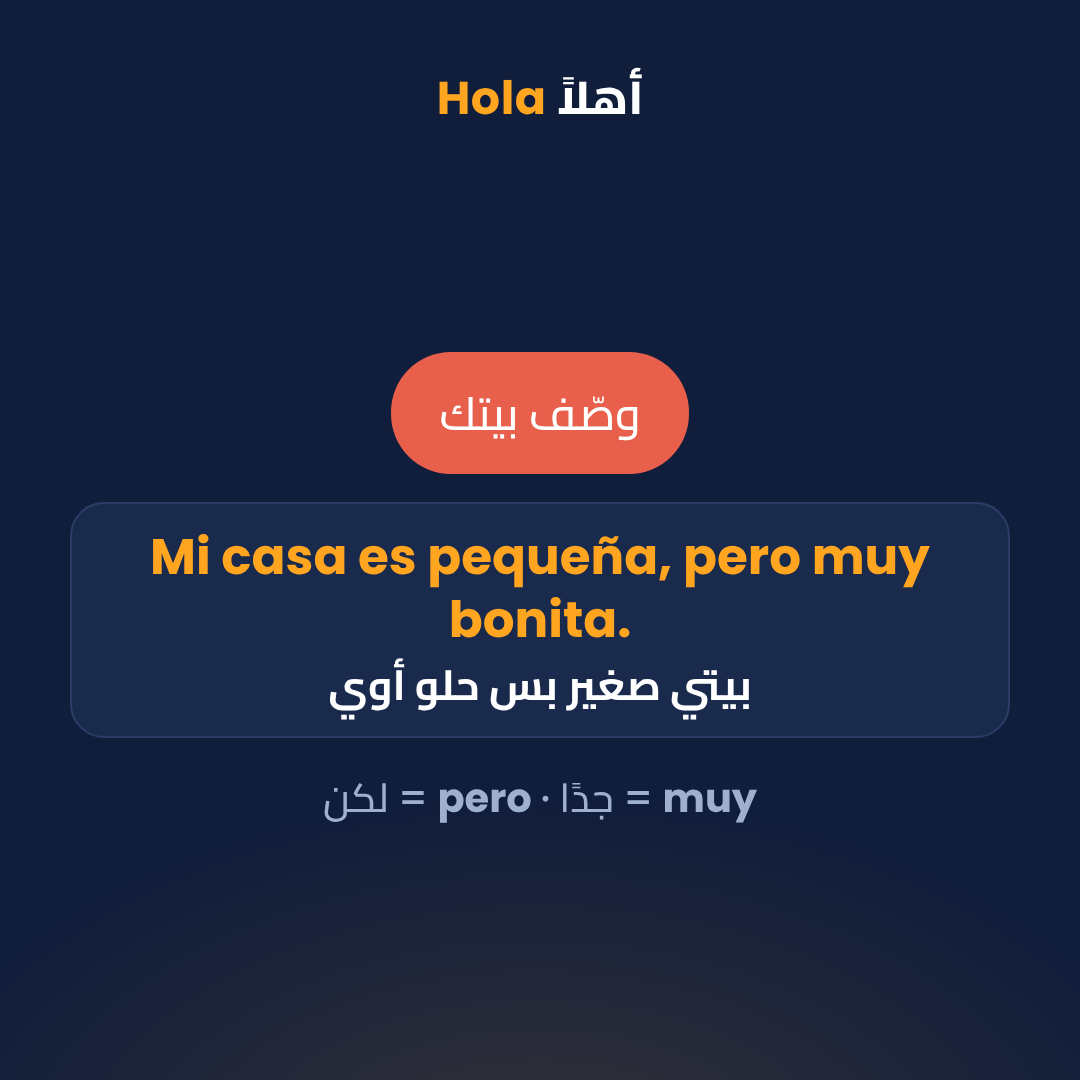 Hola أهلاً
وصّف بيتك
Mi casa es pequeña, pero muy
bonita.
بيتي صغير بس حلو أوي
muy = جدًا · pero = لكن